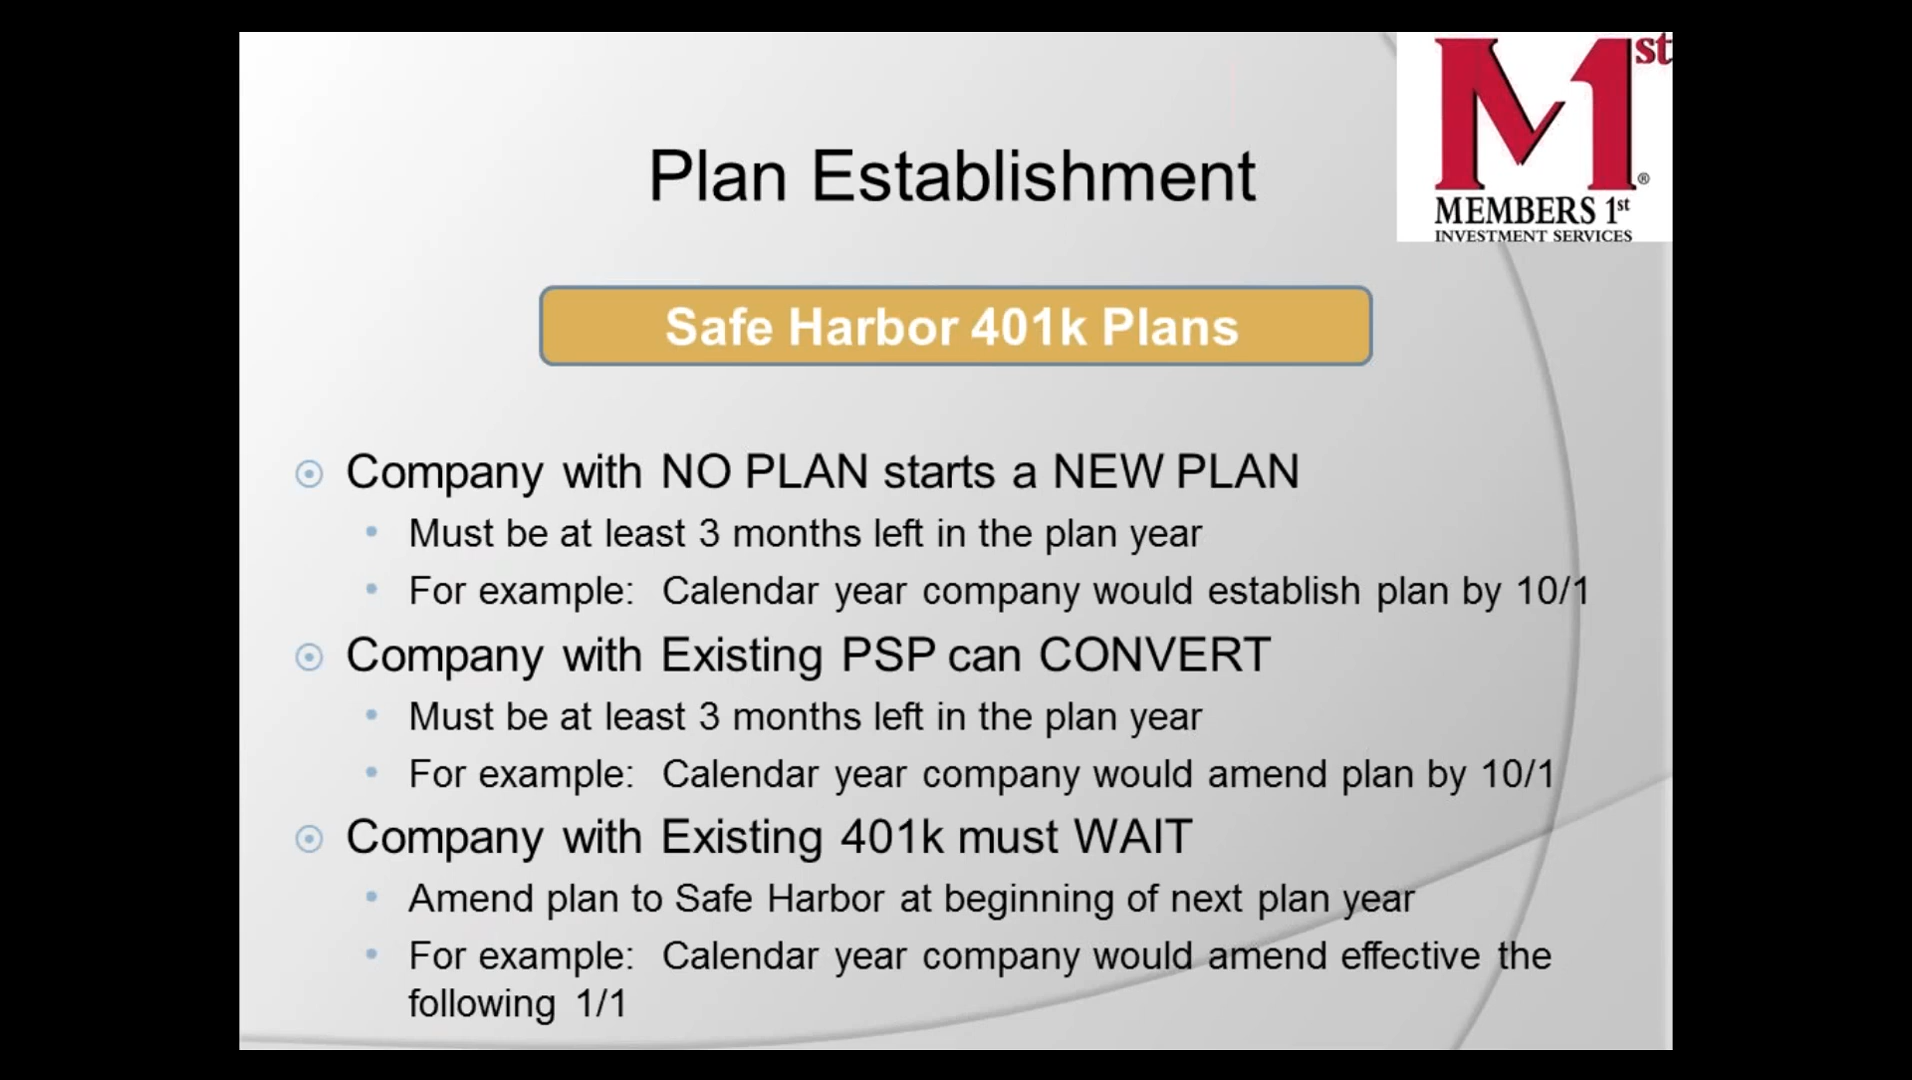 M1st
®
MEMBERS 1st
INVESTMENT SERVICES
Plan Establishment
Safe Harbor 401k Plans
Company with NO PLAN starts a NEW PLAN
Must be at least 3 months left in the plan year
For example: Calendar year company would establish plan by 10/1
Company with Existing PSP can CONVERT
Must be at least 3 months left in the plan year
For example: Calendar year company would amend plan by 10/1
Company with Existing 401k must WAIT
Amend plan to Safe Harbor at beginning of next plan year
For example: Calendar year company would amend effective the
following 1/1